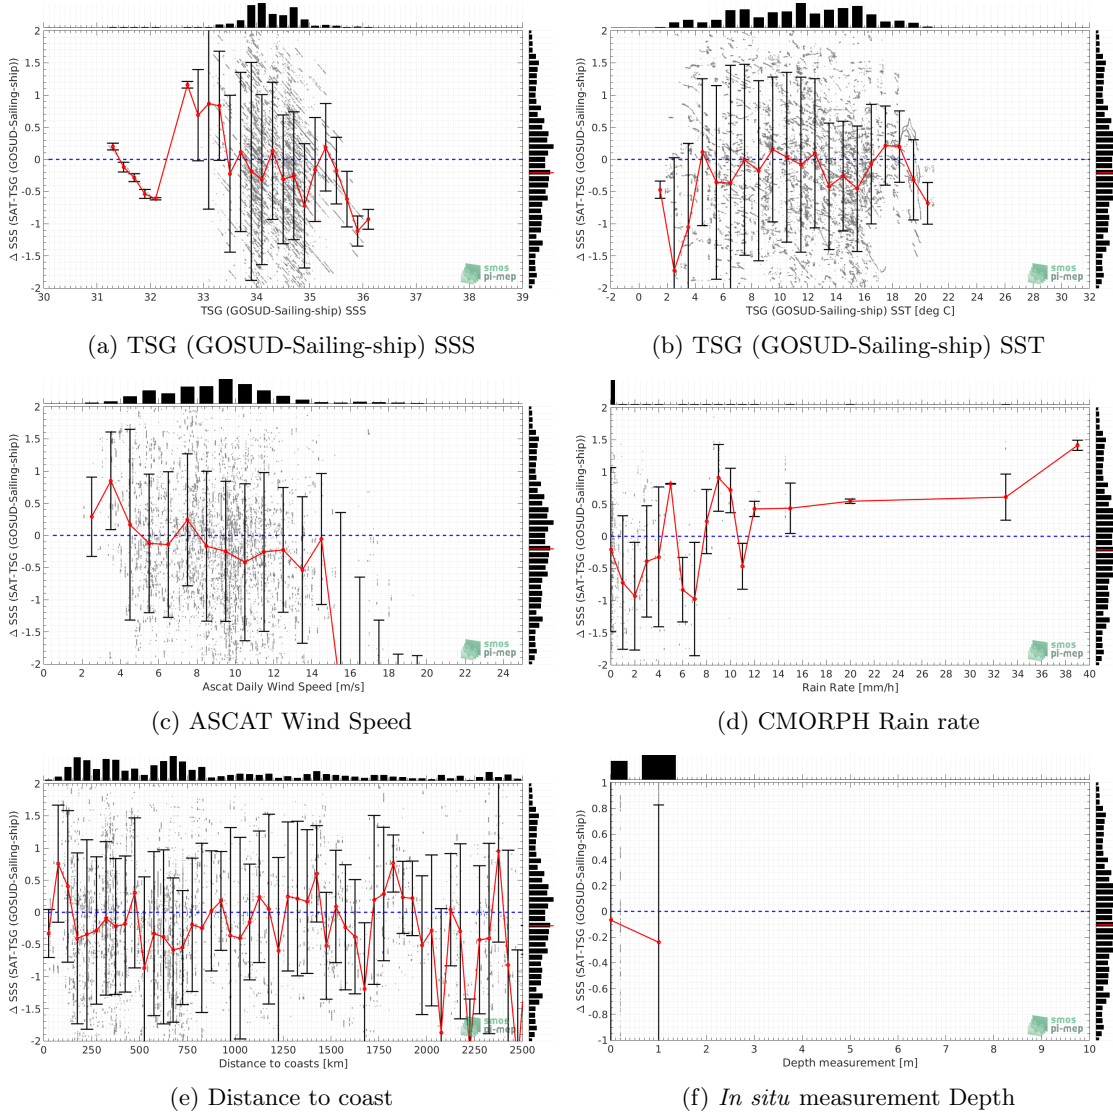 2
1.5
1
0.5
0
-0.5
-1
-1.5
-2
Δ SSS (SAT-TSG (GOSUD-Sailing-ship))
30 31 32 33 34 35 36 37 38 39
TSG (GOSUD-Sailing-ship) SSS
smos
pi-mep
(a) TSG (GOSUD-Sailing-ship) SSS
2
1.5
1
0.5
0
-0.5
-1
-1.5
-2
Δ SSS (SAT-TSG (GOSUD-Sailing-ship))
-2 0 2 4 6 8 10 12 14 16 18 20 22 24 26 28 30 32
TSG (GOSUD-Sailing-ship) SST [deg C]
smos
pi-mep
(b) TSG (GOSUD-Sailing-ship) SST
2
1.5
1
0.5
0
-0.5
-1
-1.5
-2
Δ SSS (SAT-TSG (GOSUD-Sailing-ship))
0 2 4 6 8 10 12 14 16 18 20 22 24
Ascat Daily Wind Speed [m/s]
smos
pi-mep
(c) ASCAT Wind Speed
2
1.5
1
0.5
0
-0.5
-1
-1.5
-2
Δ SSS (SAT-TSG (GOSUD-Sailing-ship))
0 2 4 6 8 10 12 14 16 18 20 22 24 26 28 30 32 34 36 38 40
Rain Rate [mm/h]
smos
pi-mep
(d) CMORPH Rain rate
2
1.5
1
0.5
0
-0.5
-1
-1.5
-2
Δ SSS (SAT-TSG (GOSUD-Sailing-ship))
0 250 500 750 1000 1250 1500 1750 2000 2250 2500
Distance to coasts [km]
smos
pi-mep
(e) Distance to coast
1
0.8
0.6
0.4
0.2
0
-0.2
-0.4
-0.6
-0.8
-1
Δ SSS (SAT-TSG (GOSUD-Sailing-ship))
0 1 2 3 4 5 6 7 8 9 10
Depth measurement [m]
smos
pi-mep
(f) In situ measurement Depth